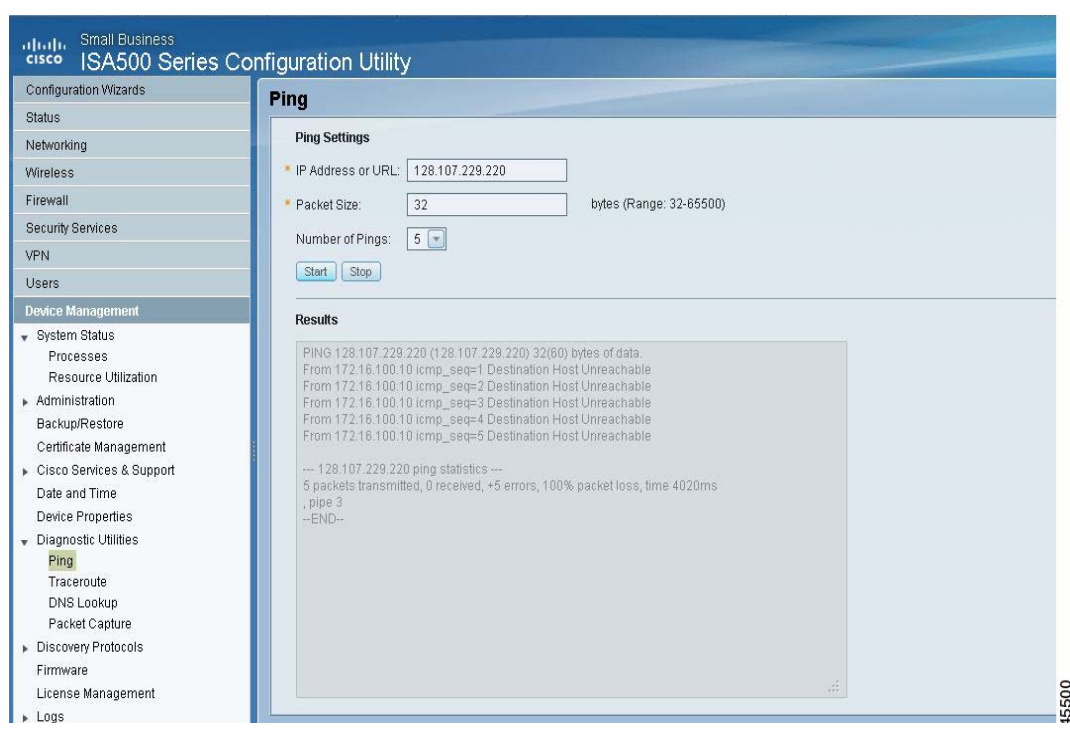 Small Business
CISCO ISA500 Series Configuration Utility
Configuration Wizards
Status
Networking
Wireless
Firewall
Security Services
VPN
Users
Device Management
System Status
Processes
Resource Utilization
Administration
Backup/Restore
Certificate Management
Cisco Services & Support
Date and Time
Device Properties
Diagnostic Utilities
Ping
Traceroute
DNS Lookup
Packet Capture
Discovery Protocols
Firmware
License Management
Logs
Ping
Ping Settings
* IP Address or URL: 128.107.229.220
* Packet Size: 32 bytes (Range: 32-65500)
Number of Pings: 5
Start Stop
Results
PING 128.107.229.220 (128.107.229.220) 32(60) bytes of data.
From 172.16.100.10 icmp_seq=1 Destination Host Unreachable
From 172.16.100.10 icmp_seq=2 Destination Host Unreachable
From 172.16.100.10 icmp_seq=3 Destination Host Unreachable
From 172.16.100.10 icmp_seq=4 Destination Host Unreachable
From 172.16.100.10 icmp_seq=5 Destination Host Unreachable
--- 128.107.229.220 ping statistics ---
5 packets transmitted, 0 received, +5 errors, 100% packet loss, time 4020ms
, pipe 3
--END--